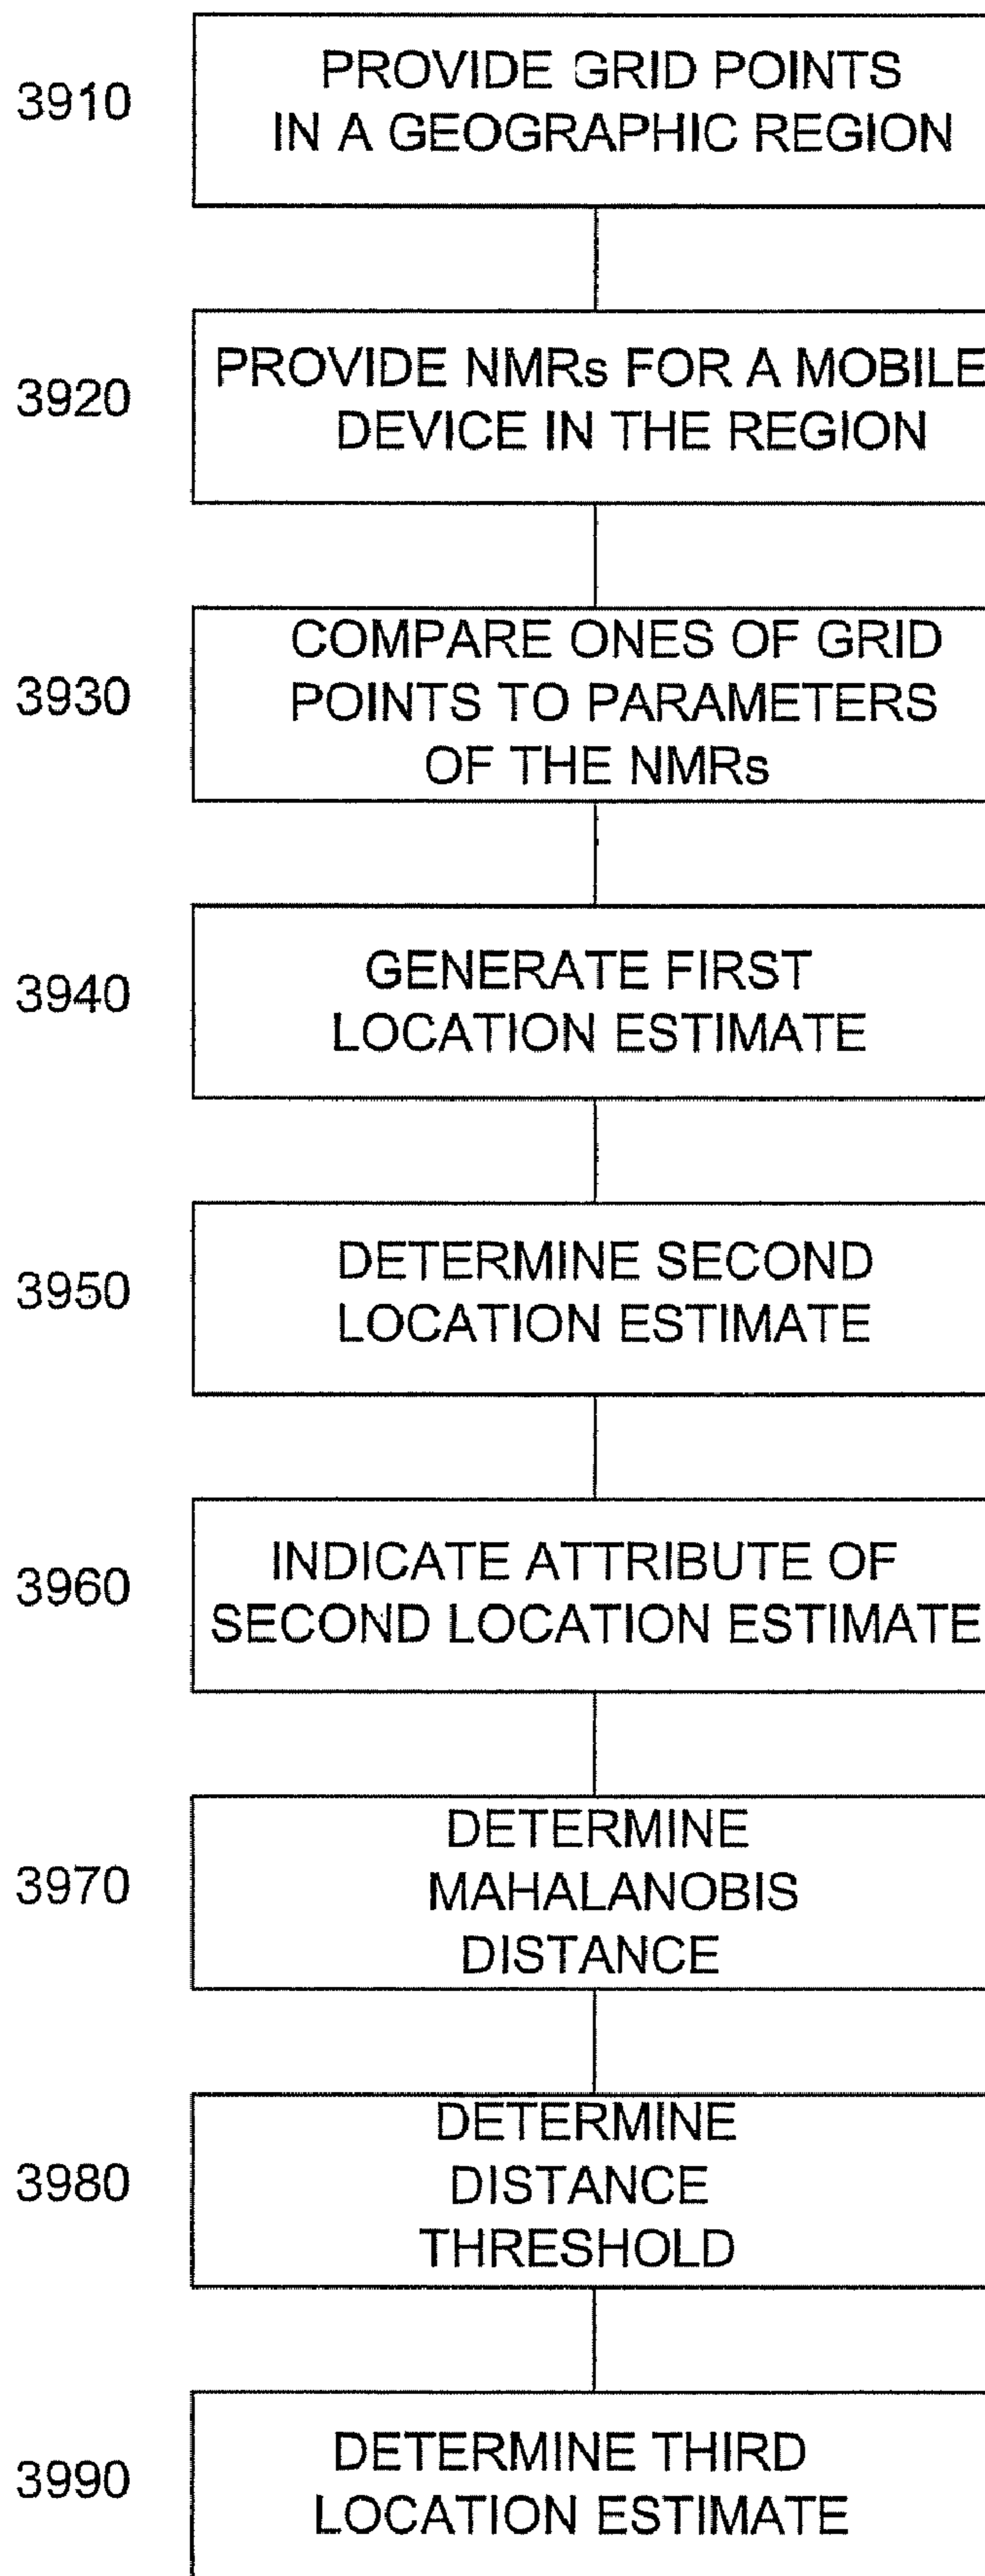 3910
PROVIDE GRID POINTS
IN A GEOGRAPHIC REGION
3920
PROVIDE NMRs FOR A MOBILE
DEVICE IN THE REGION
3930
COMPARE ONES OF GRID
POINTS TO PARAMETERS
OF THE NMRs
3940
GENERATE FIRST
LOCATION ESTIMATE
3950
DETERMINE SECOND
LOCATION ESTIMATE
3960
INDICATE ATTRIBUTE OF
SECOND LOCATION ESTIMATE
3970
DETERMINE
MAHALANOBIS
DISTANCE
3980
DETERMINE
DISTANCE
THRESHOLD
3990
DETERMINE THIRD
LOCATION ESTIMATE